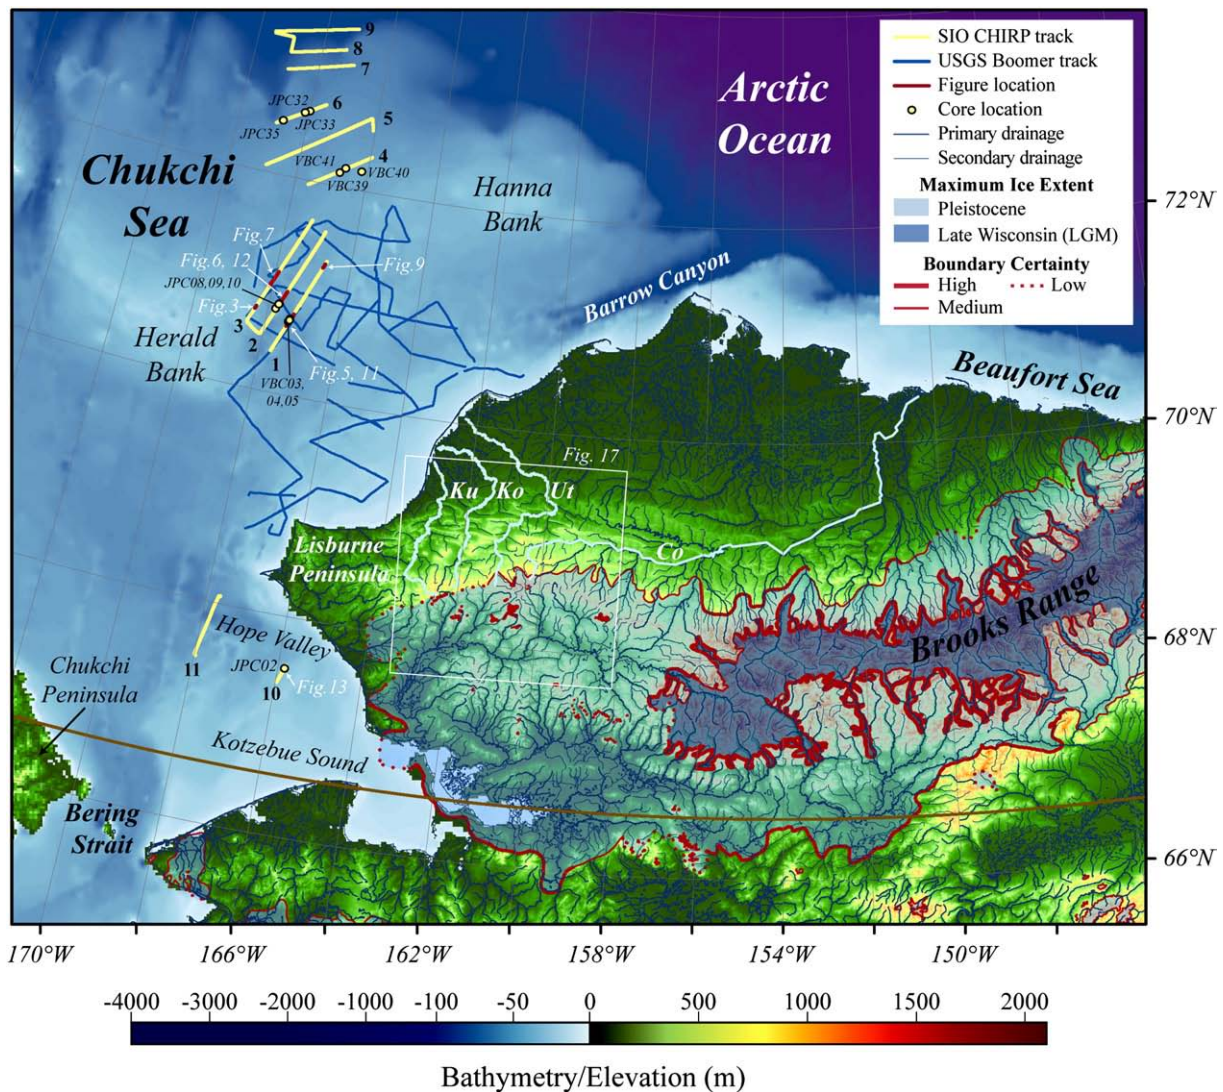 SIO CHIRP track
USGS Boomer track
Figure location
Core location
Primary drainage
Secondary drainage
Maximum Ice Extent
Pleistocene
Late Wisconsin (LGM)
Boundary Certainty
High
Low
Medium
9
8
7
JPC32
6
JPC33
JPC35
5
VBC41
4
VBC40
VBC39
Arctic
Ocean
Chukchi
Sea
Hanna
Bank
Fig.7
Fig.6, 12
Fig.9
JPC08,09,10
Fig.3
3
2
1
Herald
Bank
VBC03,
04,05
Fig.5, 11
Barrow Canyon
Beaufort Sea
Fig. 17
Ku
Ko
Ut
Co
Lisburne
Peninsula
Brooks Range
Hope Valley
11
JPC02
10
Fig.13
Chukchi
Peninsula
Kotzebue Sound
Bering
Strait
72°N
70°N
68°N
66°N
170°W
166°W
162°W
158°W
154°W
150°W
-4000 -3000 -2000 -1000 -100 -50 0 500 1000 1500 2000
Bathymetry/Elevation (m)